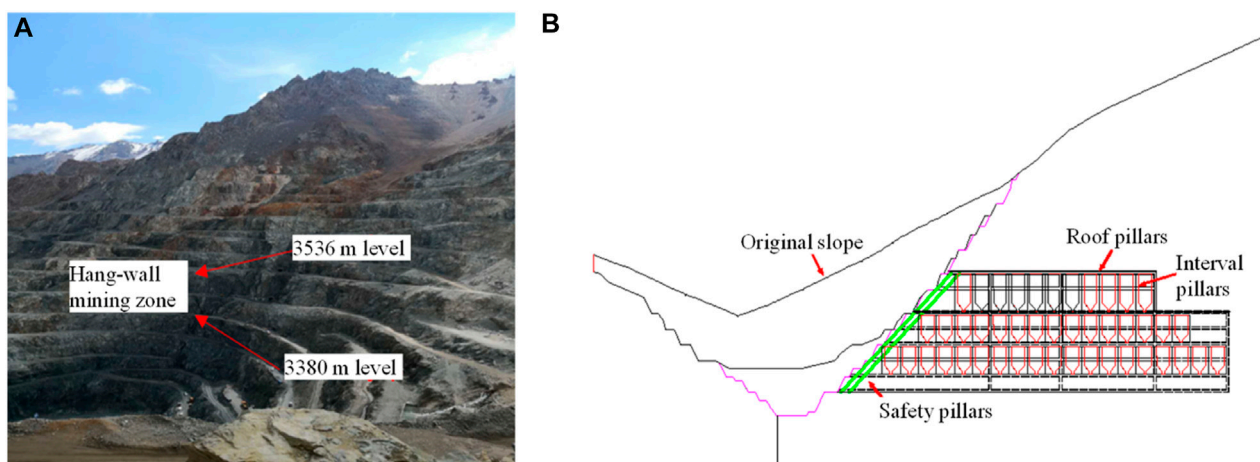 A
3536 m level
Hang-wall
mining zone
3380 m level
B
Original slope
Roof pillars
Interval
pillars
Safety pillars